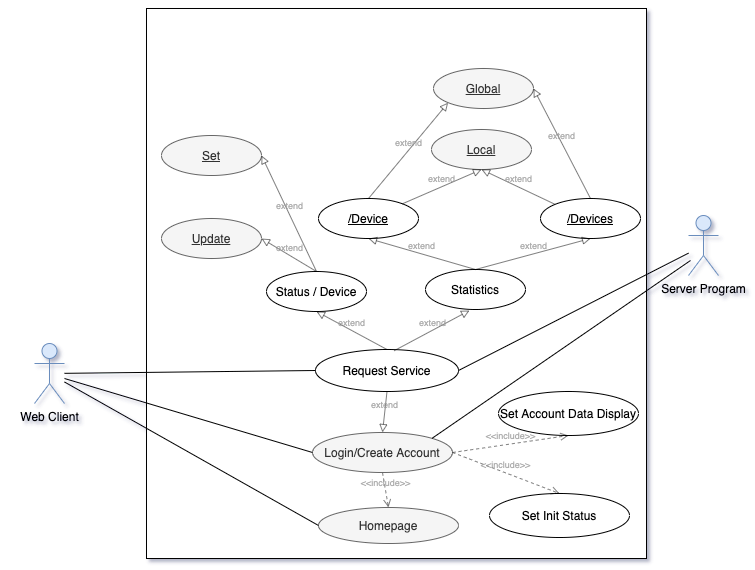 Global
extend
extend
Local
Set
extend
extend
extend
/Device
/Devices
Update
extend
extend
extend
Status / Device
Statistics
Server Program
extend
extend
Request Service
Web Client
extend
Set Account Data Display
<<include>>
Login/Create Account
<<include>>
<<include>>
Set Init Status
Homepage